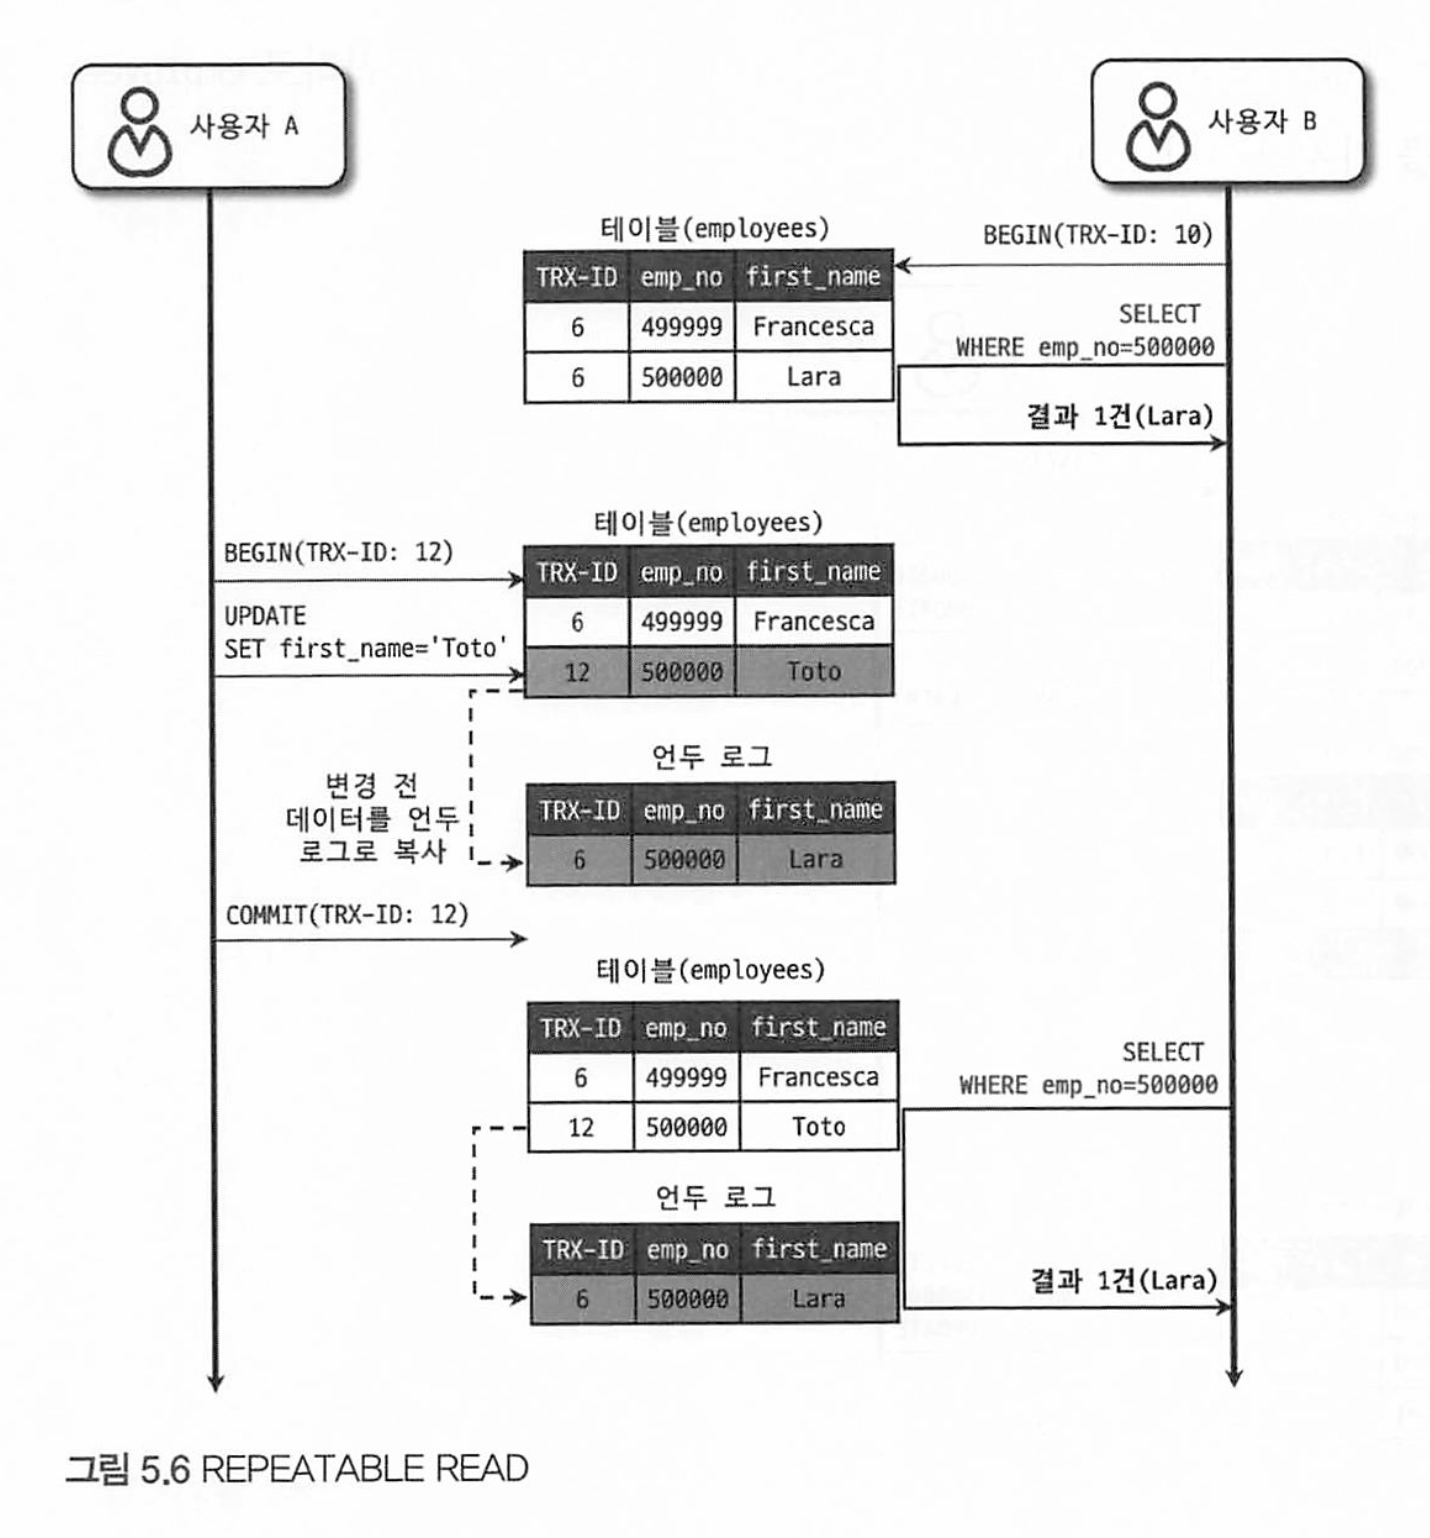 사용자 A
사용자 B
테이블(employees)
BEGIN(TRX-ID: 10)
TRX-ID emp_no first_name
6 499999 Francesca
6 500000 Lara
SELECT
WHERE emp_no=500000
결과 1건(Lara)
테이블(employees)
BEGIN(TRX-ID: 12)
TRX-ID emp_no first_name
UPDATE
SET first_name='Toto'
6 499999 Francesca
12 500000 Toto
언두 로그
변경 전
데이터를 언두
로그로 복사
TRX-ID emp_no first_name
6 500000 Lara
COMMIT(TRX-ID: 12)
테이블(employees)
TRX-ID emp_no first_name
6 499999 Francesca
12 500000 Toto
SELECT
WHERE emp_no=500000
언두 로그
TRX-ID emp_no first_name
6 500000 Lara
결과 1건(Lara)
그림 5.6 REPEATABLE READ